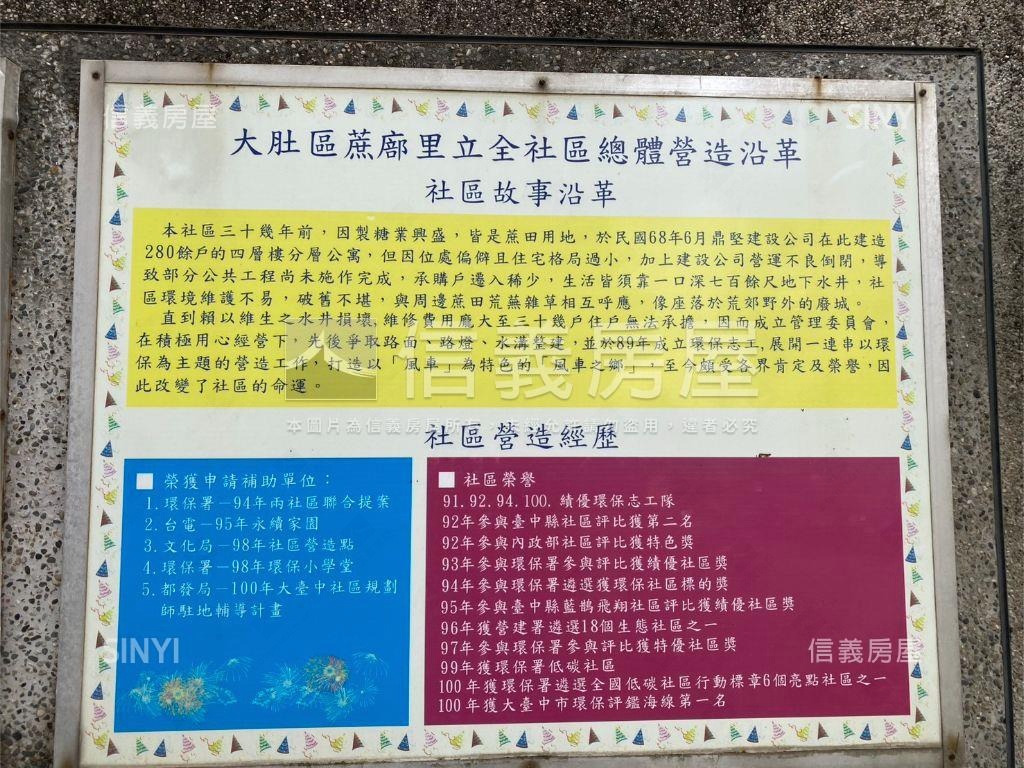 大肚區蔗廍里立全社區總體營造沿革
社區故事沿革
本社區三十幾年前，因製糖業興盛，皆是蔗田用地，於民國68年6月鼎堅建設公司在此建造
280餘戶的四層樓分層公寓，但因位處偏僻且住宅格局過小，加上建設公司營運不良倒閉，導
致部分公共工程尚未施作完成，承購戶遷入稀少，生活皆須靠一口深七百餘尺地下水井，社
區環境維護不易，破舊不堪，與周邊蔗田荒蕪雜草相互呼應，像座落於荒郊野外的廢城。
直到賴以維生之水井損壞，維修費用龐大至三十幾戶住戶無法承擔，因而成立管理委員會，
在積極用心經營下，先後爭取路面、路燈、水溝整建，並於89年成立環保志工，展開一連串以環
保為主題的營造工作，打造以「風車」為特色的「風車之鄉」，至今頗受各界肯定及榮譽，因
此改變了社區的命運。
社區營造經歷
榮獲申請補助單位：
1.環保署－94年兩社區聯合提案
2.台電－95年永續家園
3.文化局－98年社區營造點
4.環保署－98年環保小學堂
5.都發局－100年大臺中社區規劃
師駐地輔導計畫
社區榮譽
91.92.94.100.績優環保志工隊
92年參與臺中縣社區評比獲第二名
92年參與內政部社區評比獲特色獎
93年參與環保署參與評比獲績優社區獎
94年參與環保署遴選獲環保社區標的獎
95年參與臺中縣藍鵲飛翔社區評比獲績優社區獎
96年獲營建署遴選18個生態社區之一
97年參與環保署參與評比獲特優社區獎
99年獲環保署低碳社區
100年獲環保署遴選全國低碳社區行動標章6個亮點社區之一
100年獲大臺中市環保評鑑海線第一名
信義房屋
SINYI
信義房屋
本圖片為信義房屋所有，未經允許請勿盜用，違者必究
SINYI
信義房屋